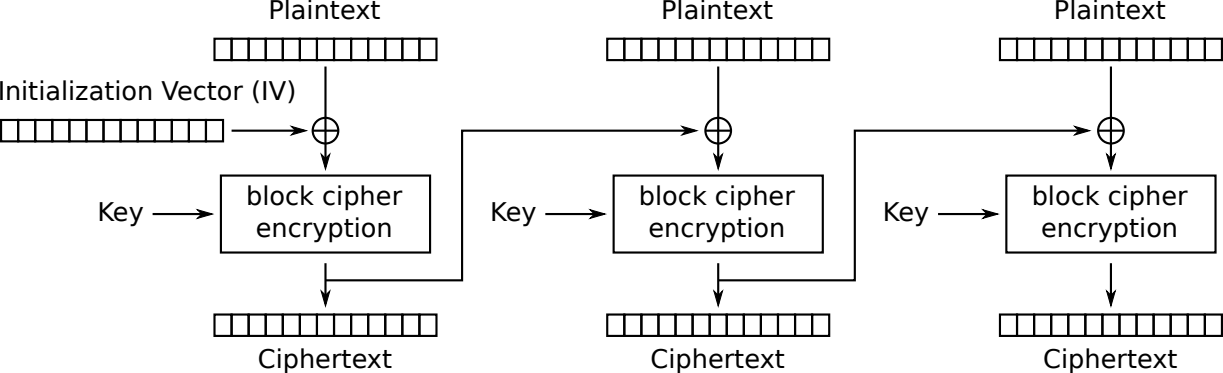 Plaintext
Plaintext
Plaintext
Initialization Vector (IV)
Key
block cipher
encryption
Key
block cipher
encryption
Key
block cipher
encryption
Ciphertext
Ciphertext
Ciphertext